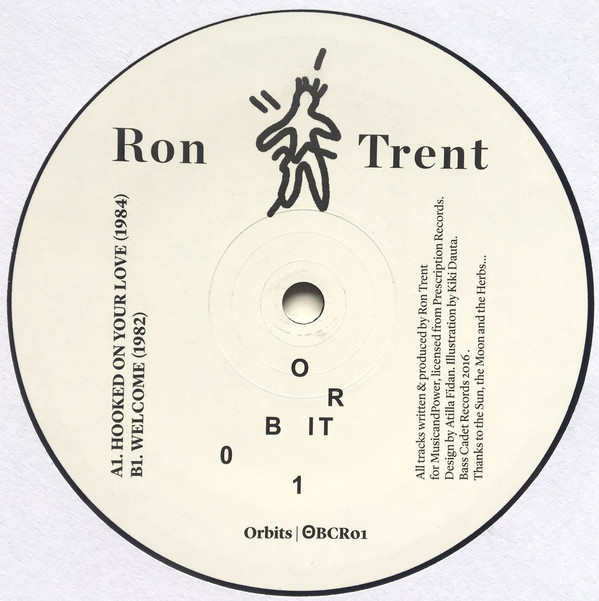 Ron Trent
A1. HOOKED ON YOUR LOVE (1984)
B1. WELCOME (1982)
All tracks written & produced by Ron Trent
for MusicandPower, licensed from Prescription Records.
Design by Atilla Fidan. Illustration by Kiki Dauta.
Bass Cadet Records 2016.
Thanks to the Sun, the Moon and the Herbs...
O
R
B IT
0
1
Orbits | ʘBCR01